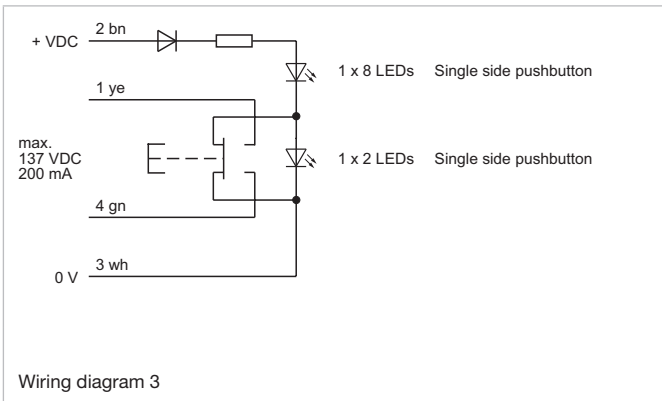 + VDC 2 bn
1 x 8 LEDs Single side pushbutton
1 ye
max.
137 VDC
200 mA
1 x 2 LEDs Single side pushbutton
4 gn
0 V 3 wh
Wiring diagram 3